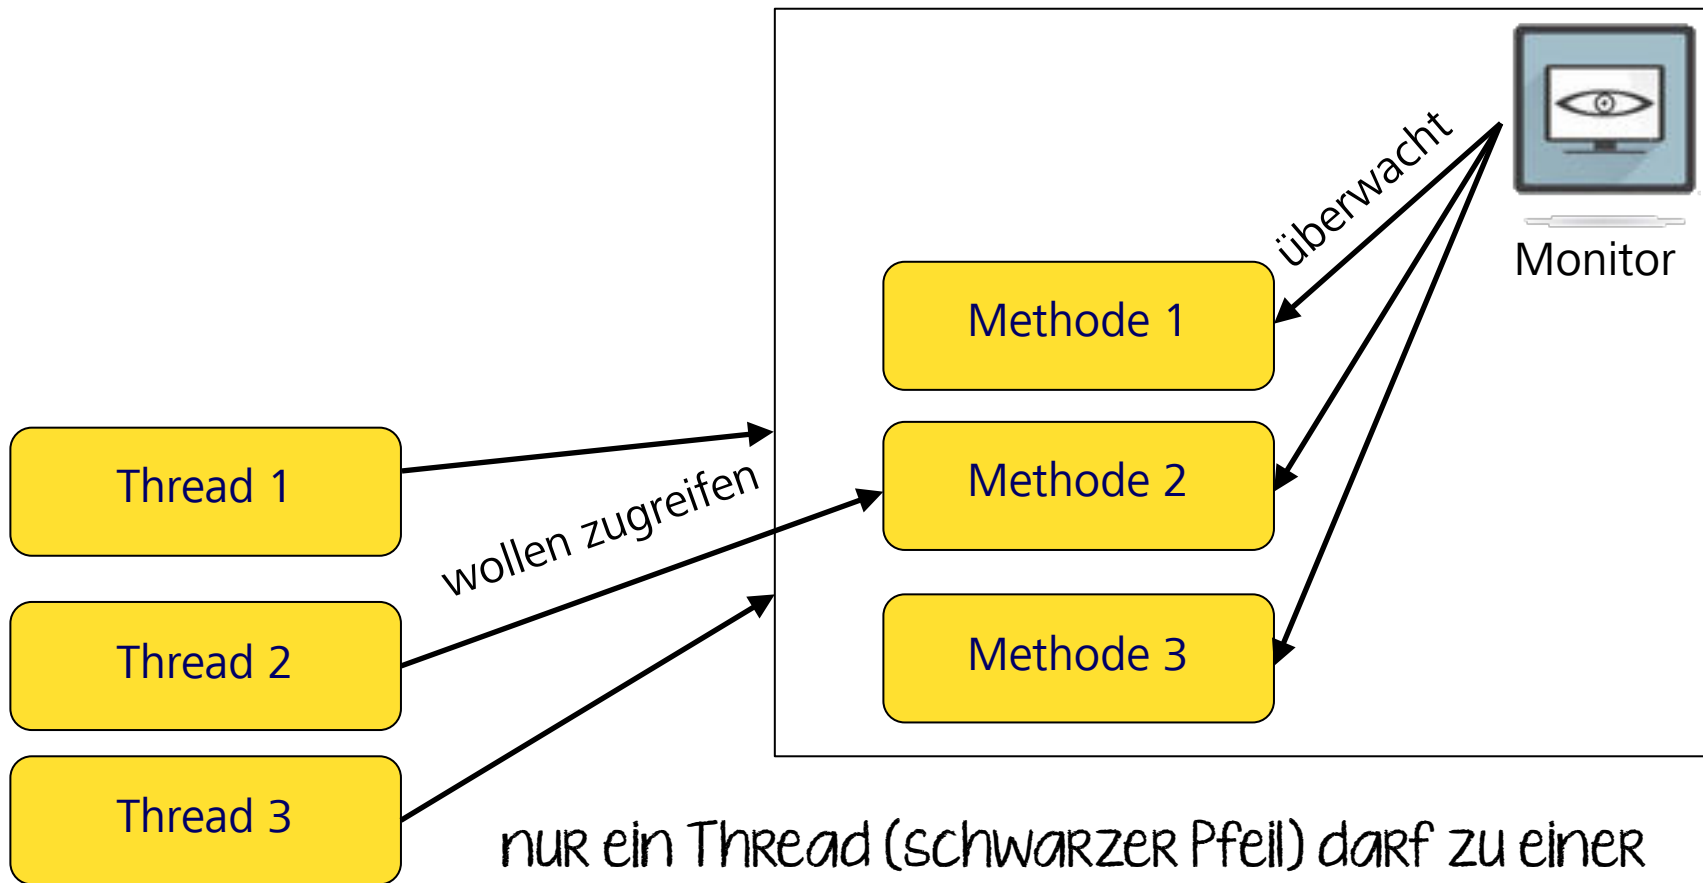 überwacht
Monitor
Methode 1
Methode 2
Methode 3
wollen zugreifen
Thread 1
Thread 2
Thread 3
nur ein Thread (schwarzer Pfeil) darf zu einer